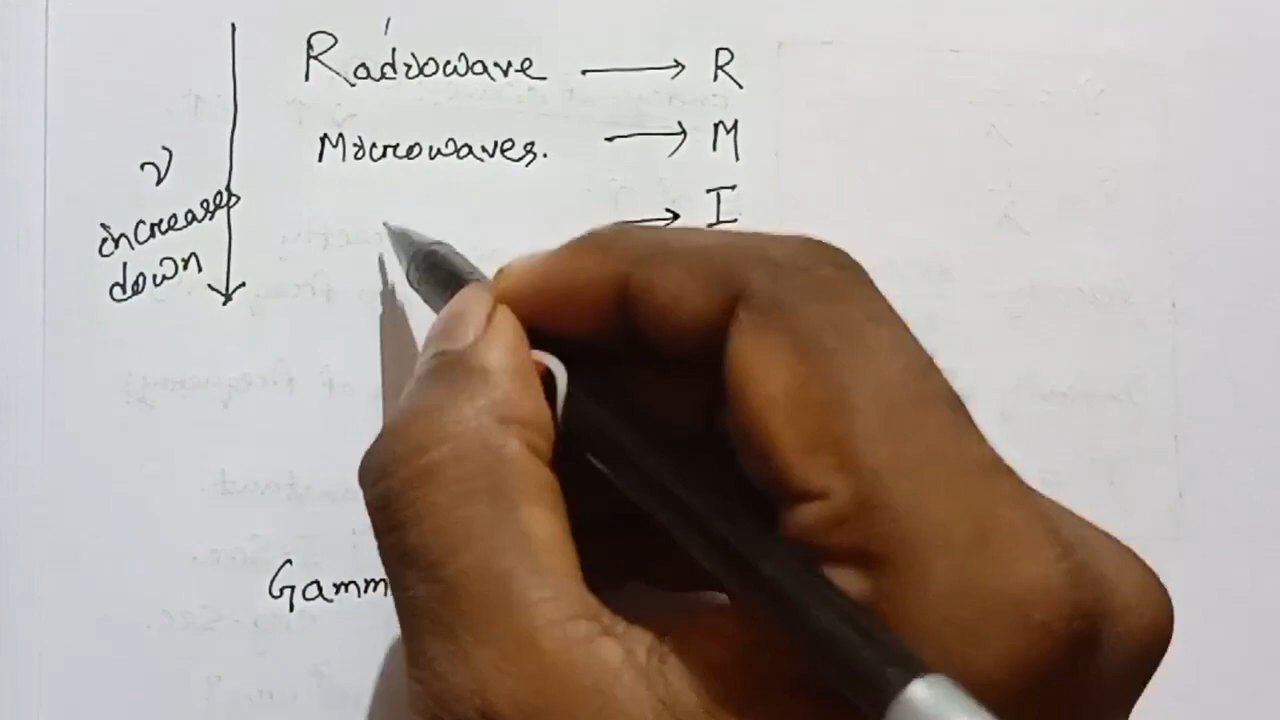 Radiowave → R
Microwaves. → M
→ I
ν
increases
down
Gamm